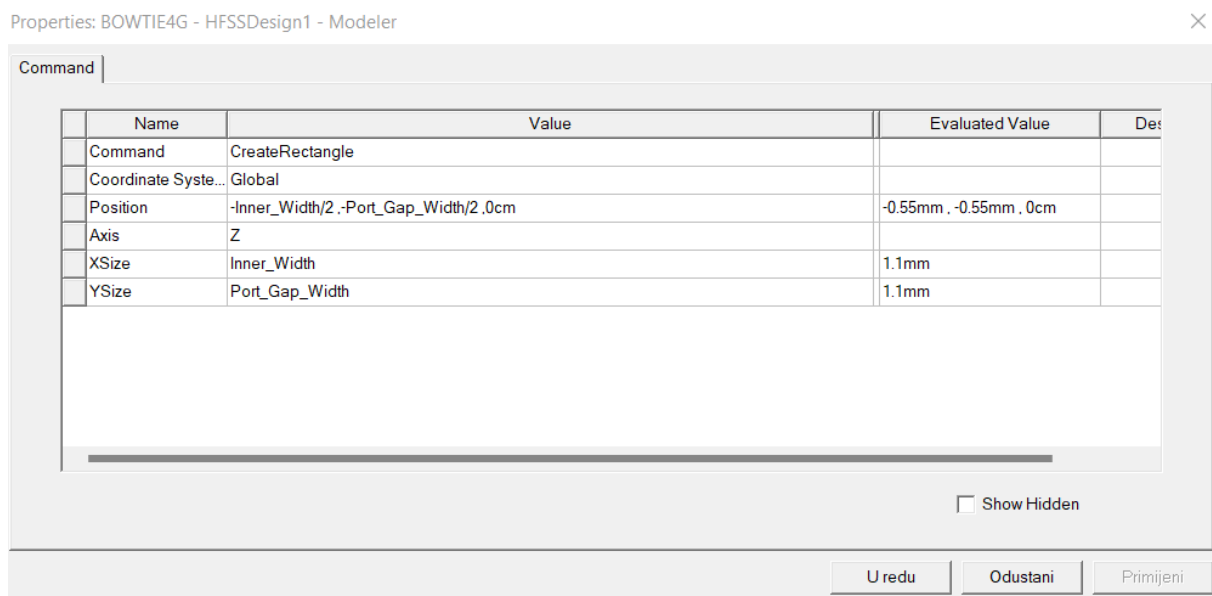 Properties: BOWTIE4G - HFSSDesign1 - Modeler
Command
Name Value Evaluated Value Des
Command CreateRectangle
Coordinate Syste... Global
Position -Inner_Width/2 ,-Port_Gap_Width/2 ,0cm -0.55mm , -0.55mm , 0cm
Axis Z
XSize Inner_Width 1.1mm
YSize Port_Gap_Width 1.1mm
Show Hidden
U redu Odustani Primijeni